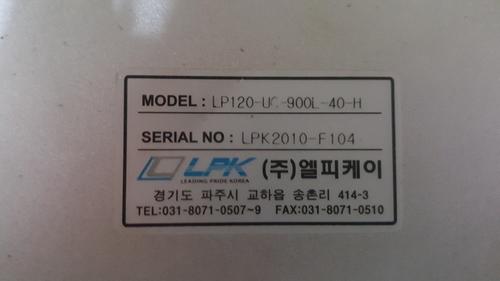 MODEL : LP120-UC-900L-40-H
SERIAL NO : LPK2010-F104
LPK (주)엘피케이
LEADING PRIDE KOREA
경기도 파주시 교하읍 송촌리 414-3
TEL:031-8071-0507~9 FAX:031-8071-0510